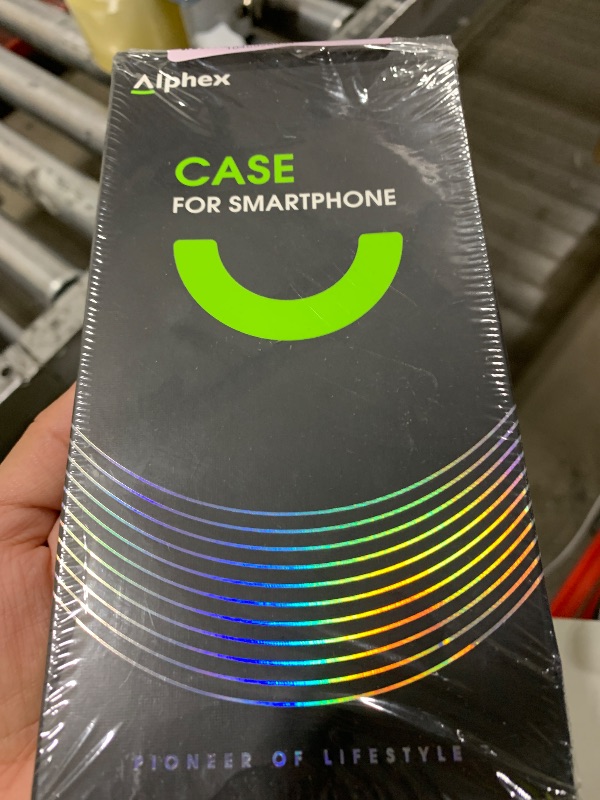 Alphex
CASE
FOR SMARTPHONE
PIONEER OF LIFESTYLE